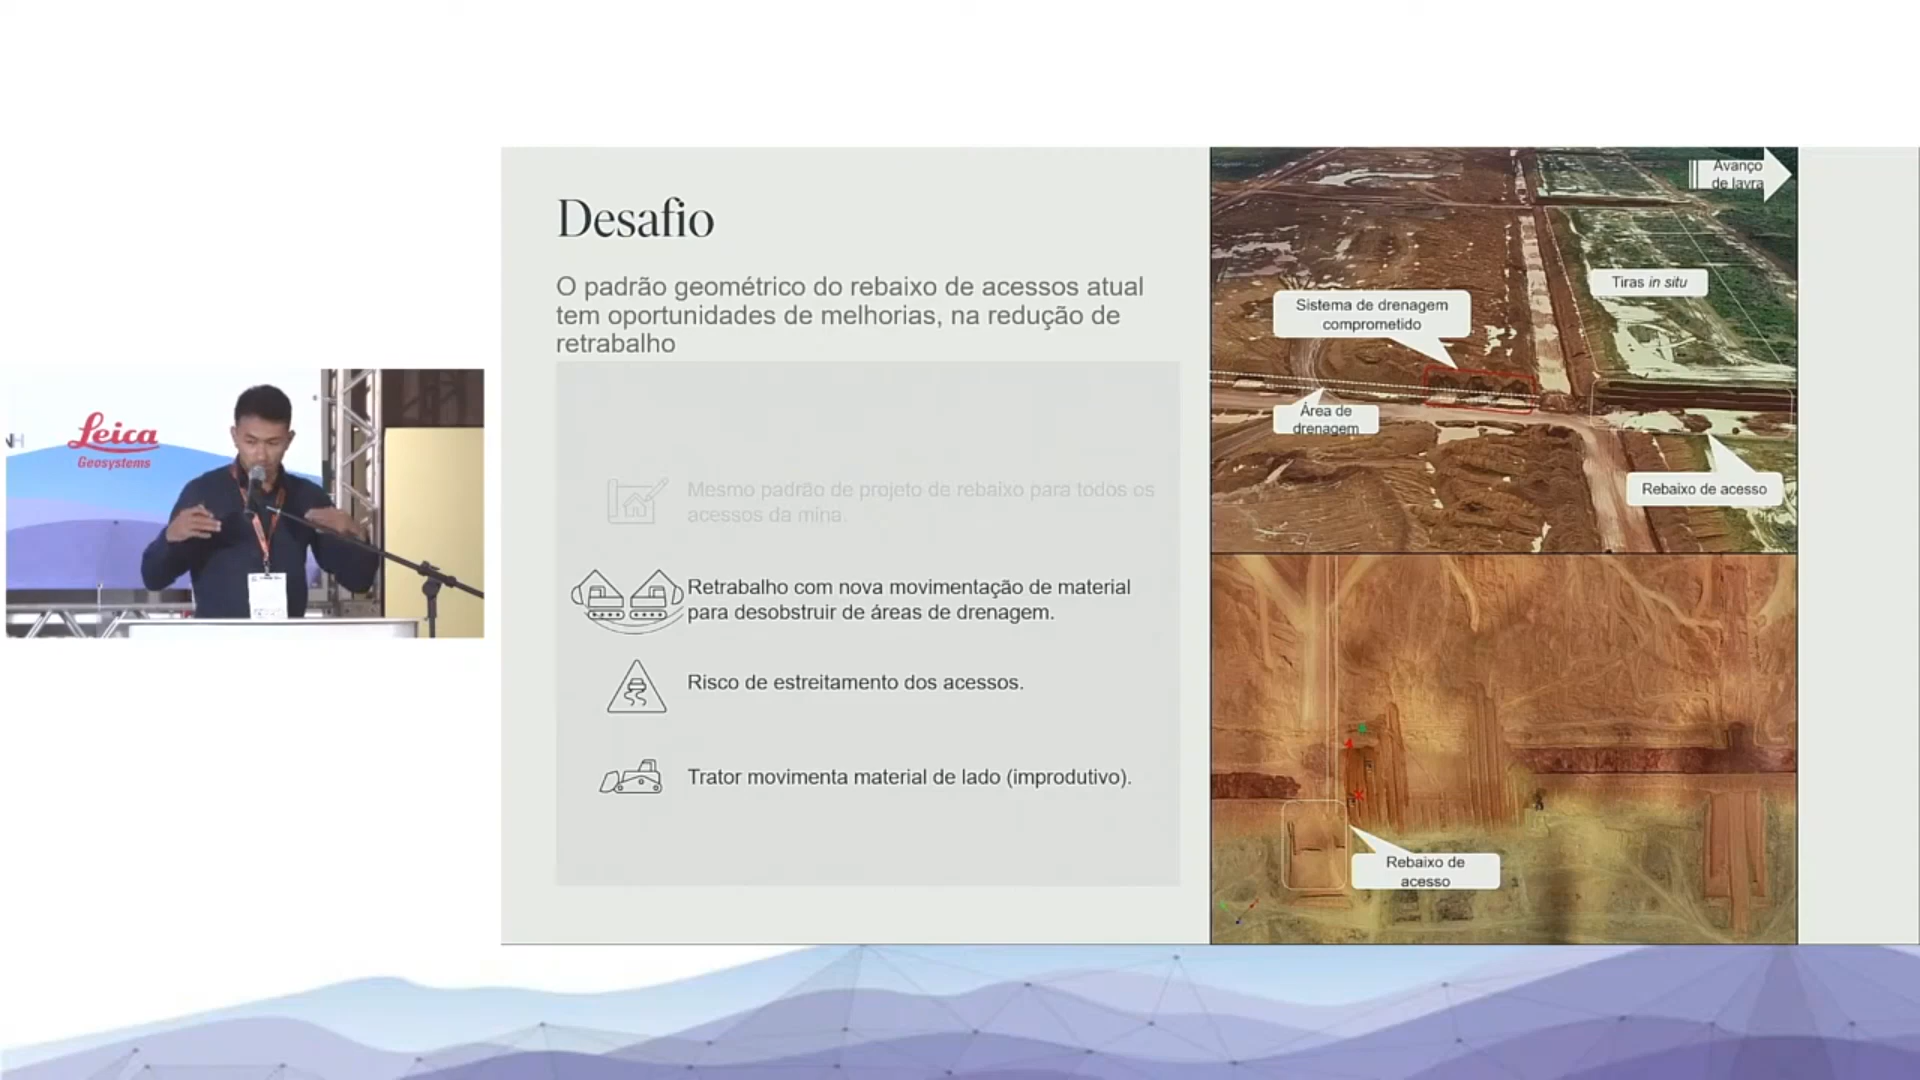 Leica
Geosystems
Desafio
O padrão geométrico do rebaixo de acessos atual
tem oportunidades de melhorias, na redução de
retrabalho
Mesmo padrão de projeto de rebaixo para todos os
acessos da mina.
Retrabalho com nova movimentação de material
para desobstruir de áreas de drenagem.
Risco de estreitamento dos acessos.
Trator movimenta material de lado (improdutivo).
Avanço
de lavra
Tiras in situ
Sistema de drenagem
comprometido
Área de
drenagem
Rebaixo de acesso
Rebaixo de
acesso